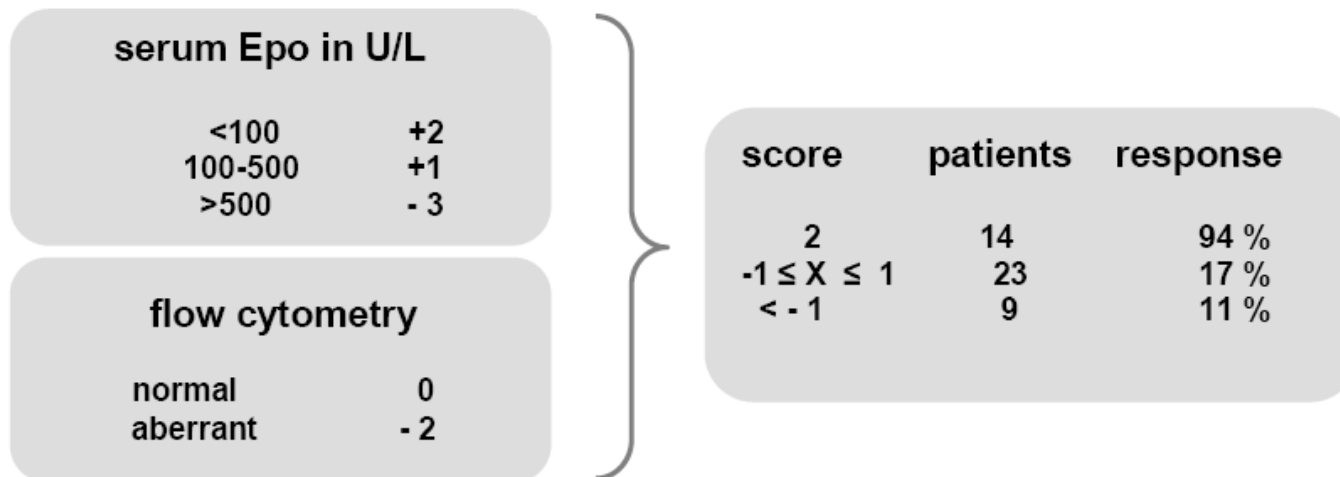 serum Epo in U/L
<100 +2
100-500 +1
>500 - 3
flow cytometry
normal 0
aberrant - 2
score patients response
2 14 94 %
-1 ≤ X ≤ 1 23 17 %
< - 1 9 11 %